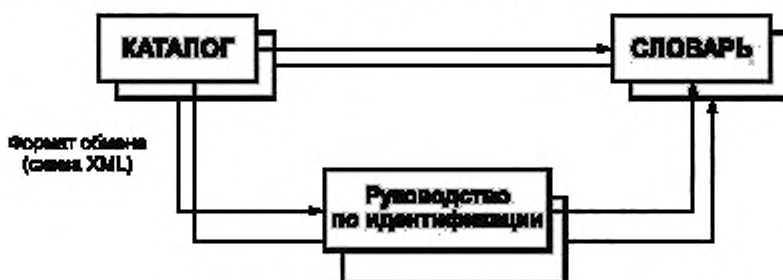 КАТАЛОГ
СЛОВАРЬ
Формат обмена
(схема XML)
Руководство
по идентификации